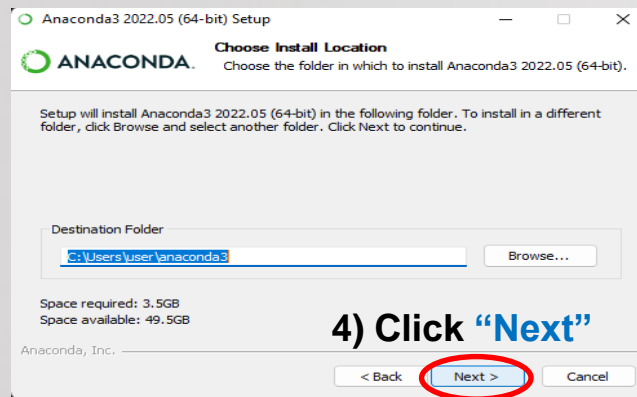 Anaconda3 2022.05 (64-bit) Setup
ANACONDA.
Choose Install Location
Choose the folder in which to install Anaconda3 2022.05 (64-bit).
Setup will install Anaconda3 2022.05 (64-bit) in the following folder. To install in a different
folder, click Browse and select another folder. Click Next to continue.
Destination Folder
C:\Users\user\anaconda3
Browse...
Space required: 3.5GB
Space available: 49.5GB
4) Click “Next”
Anaconda, Inc.
< Back
Next >
Cancel